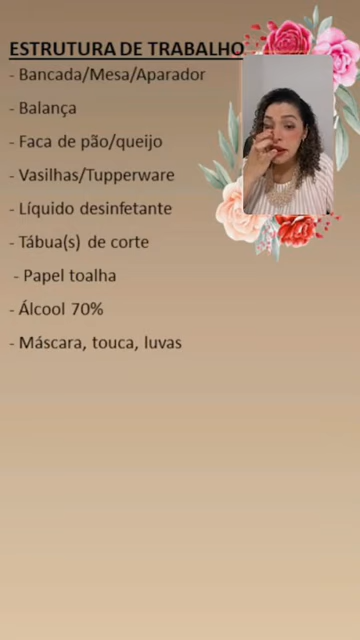 ESTRUTURA DE TRABALHO
- Bancada/Mesa/Aparador
- Balança
- Faca de pão/queijo
- Vasilhas/Tupperware
- Líquido desinfetante
- Tábua(s) de corte
- Papel toalha
- Álcool 70%
- Máscara, touca, luvas